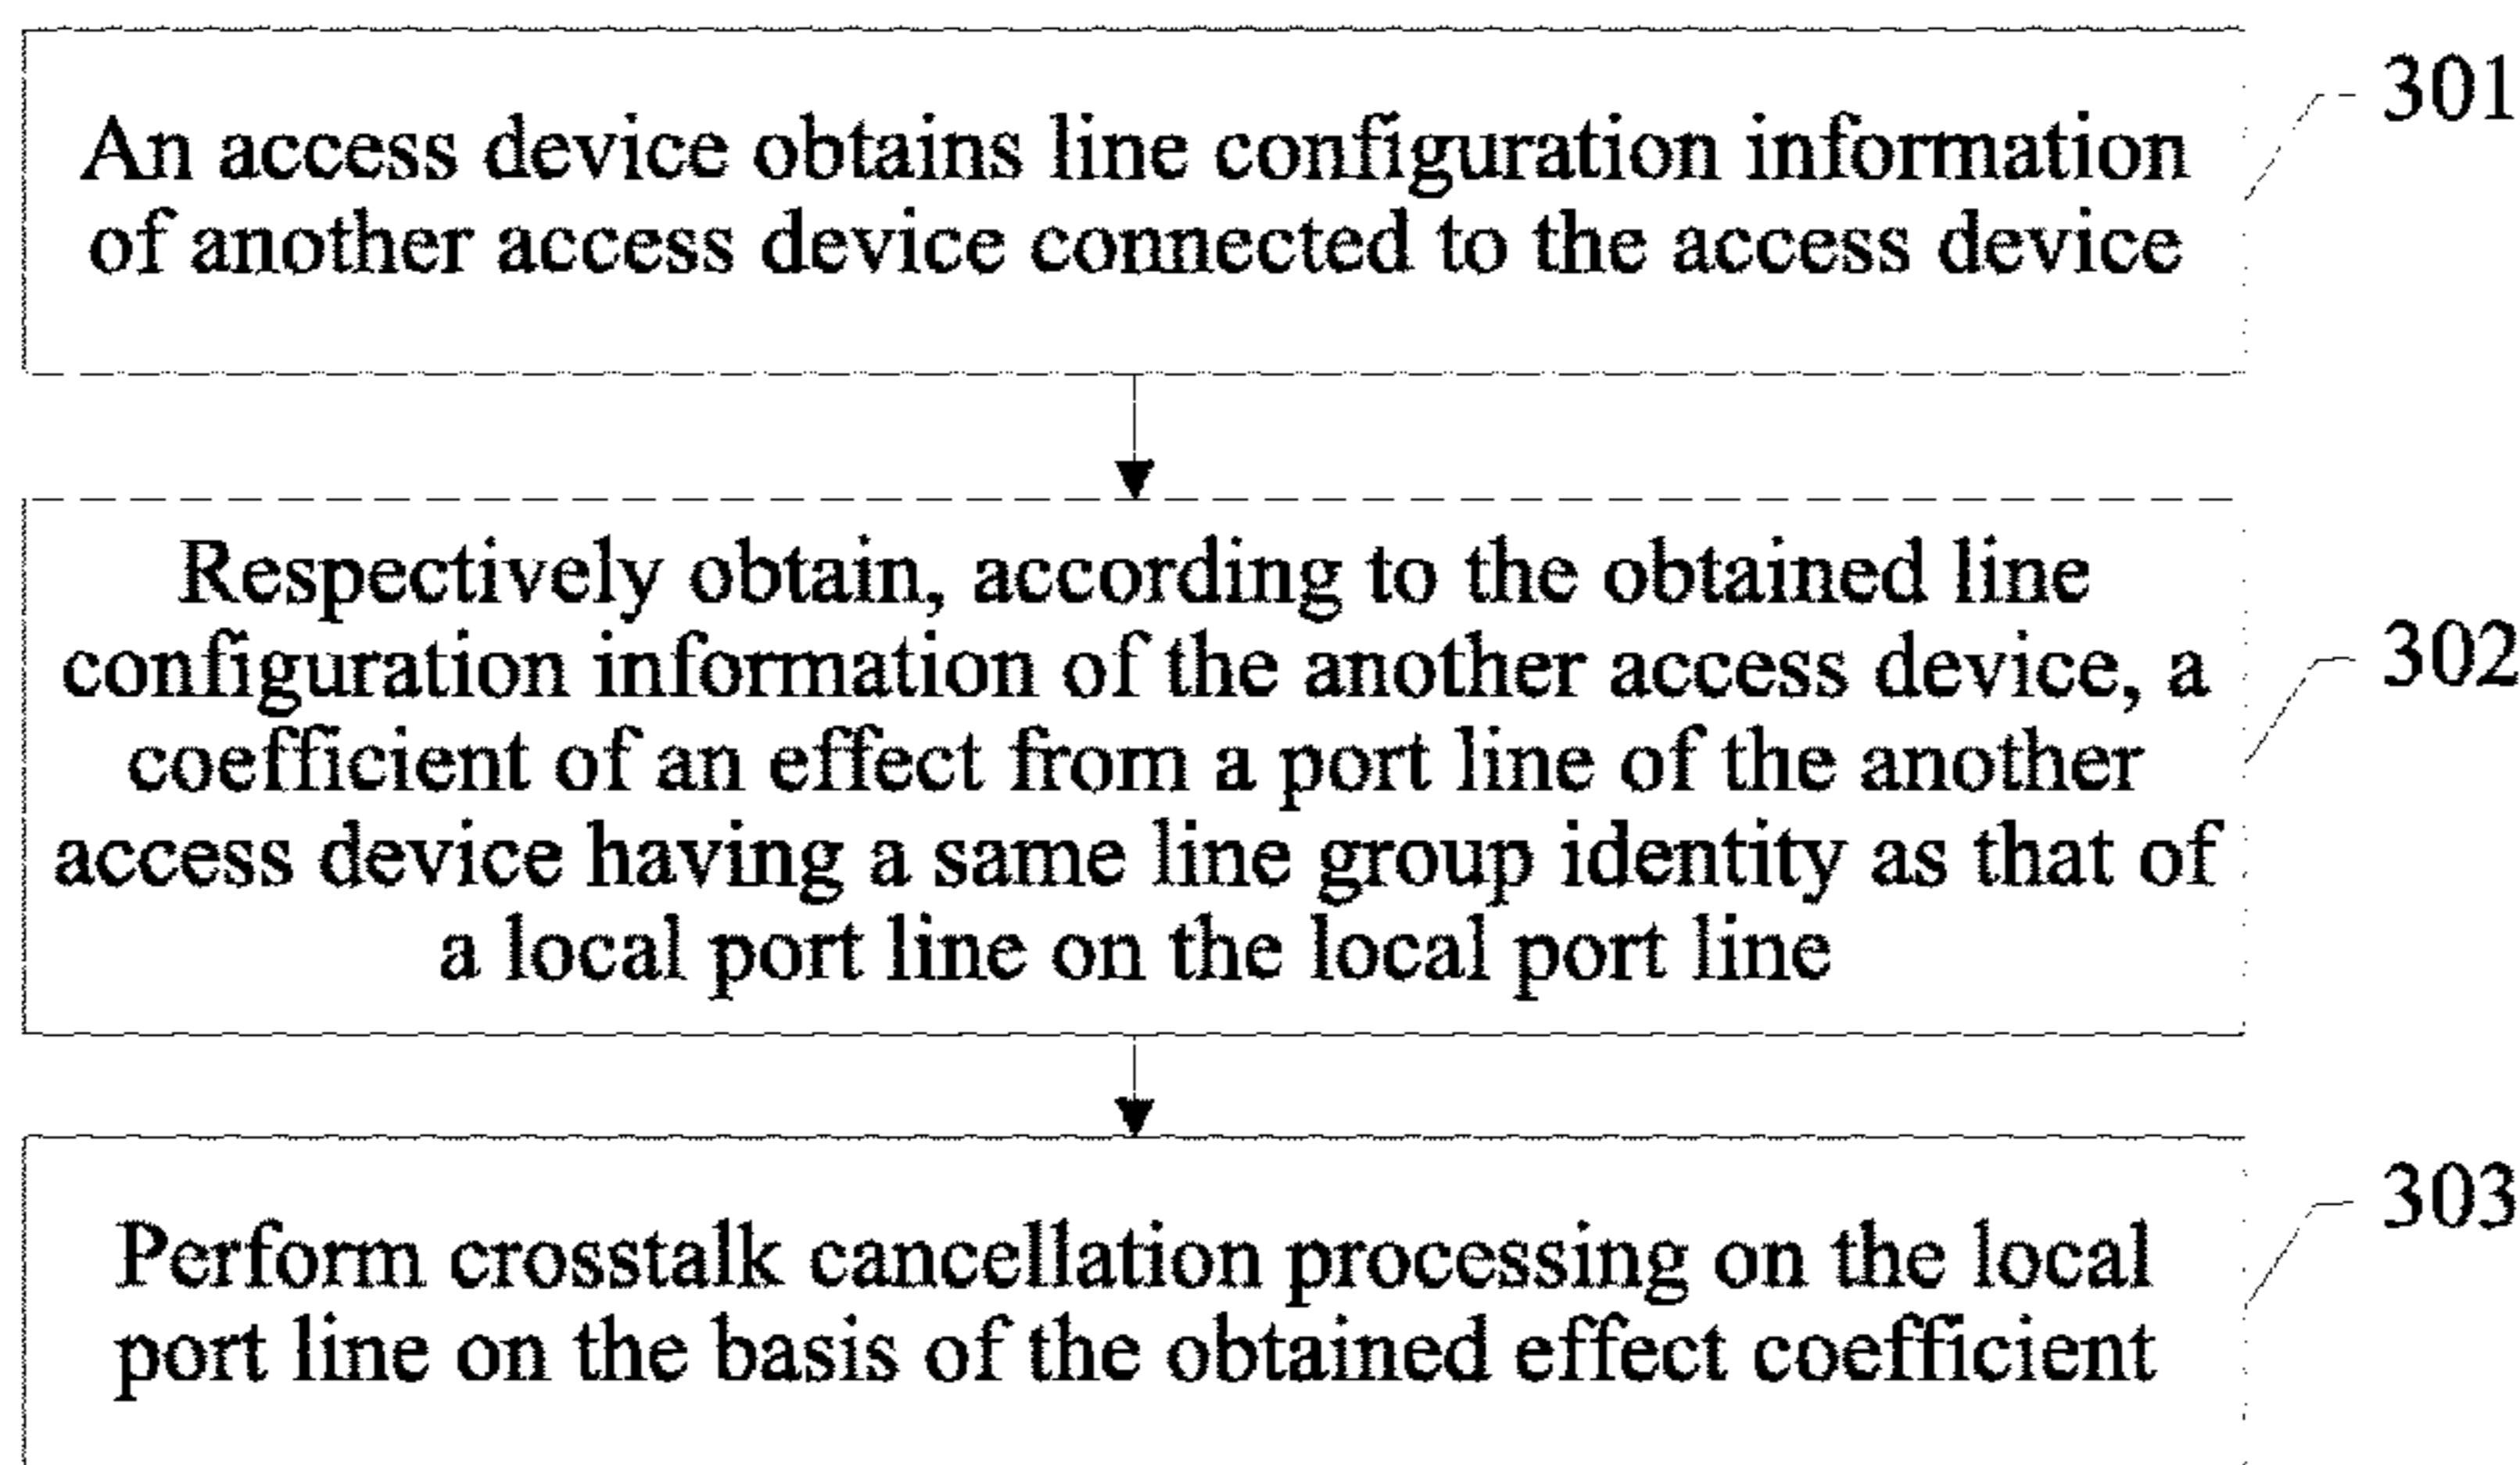 301
An access device obtains line configuration information
of another access device connected to the access device
Respectively obtain, according to the obtained line
configuration information of the another access device, a
302
coefficient of an effect from a port line of the another
access device having a same line group identity as that of
a local port line on the local port line
303
Perform crosstalk cancellation processing on the local
port line on the basis of the obtained effect coefficient